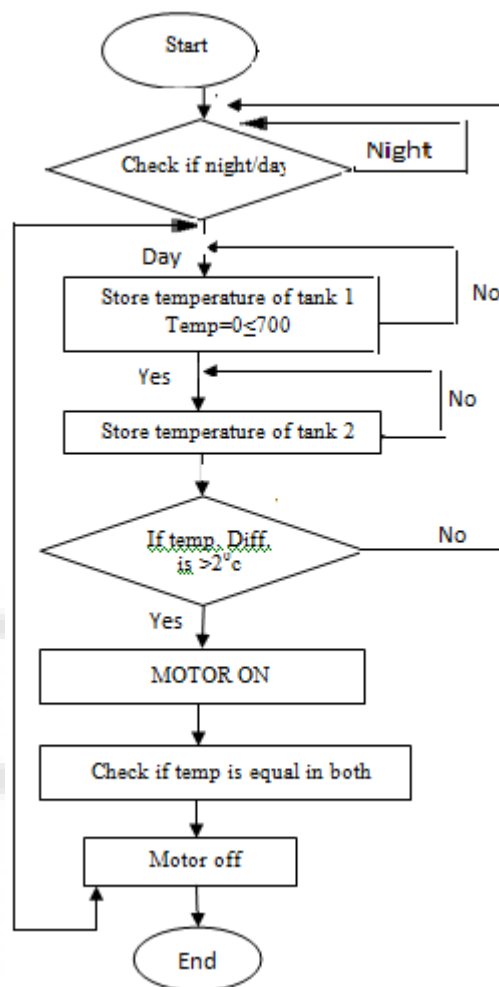 Start
Night
Check if night/day
Day
Store temperature of tank 1
Temp=0≤700
No
Yes
No
Store temperature of tank 2
If temp. Diff.
is >2⁰c
No
Yes
MOTOR ON
Check if temp is equal in both
Motor off
End